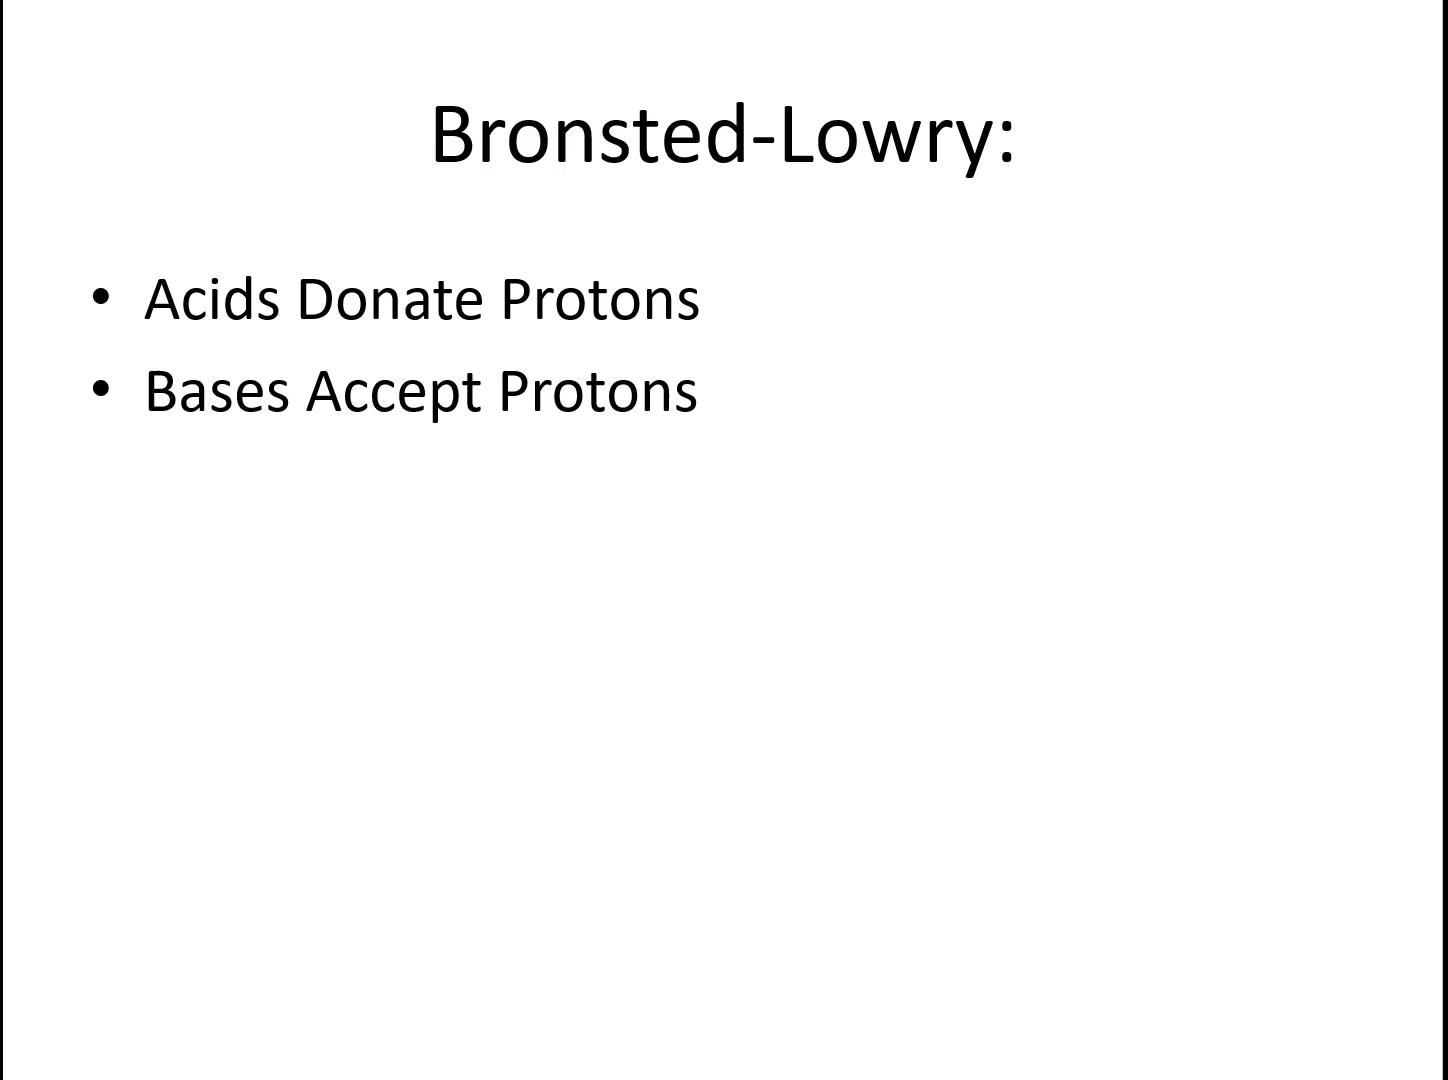 Bronsted-Lowry:
• Acids Donate Protons
• Bases Accept Protons